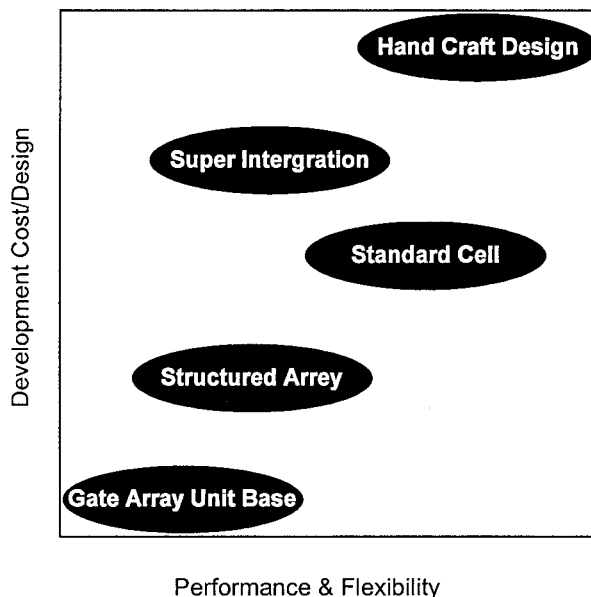 Hand Craft Design
Super Intergration
Standard Cell
Structured Arrey
Gate Array Unit Base
Development Cost/Design
Performance & Flexibility